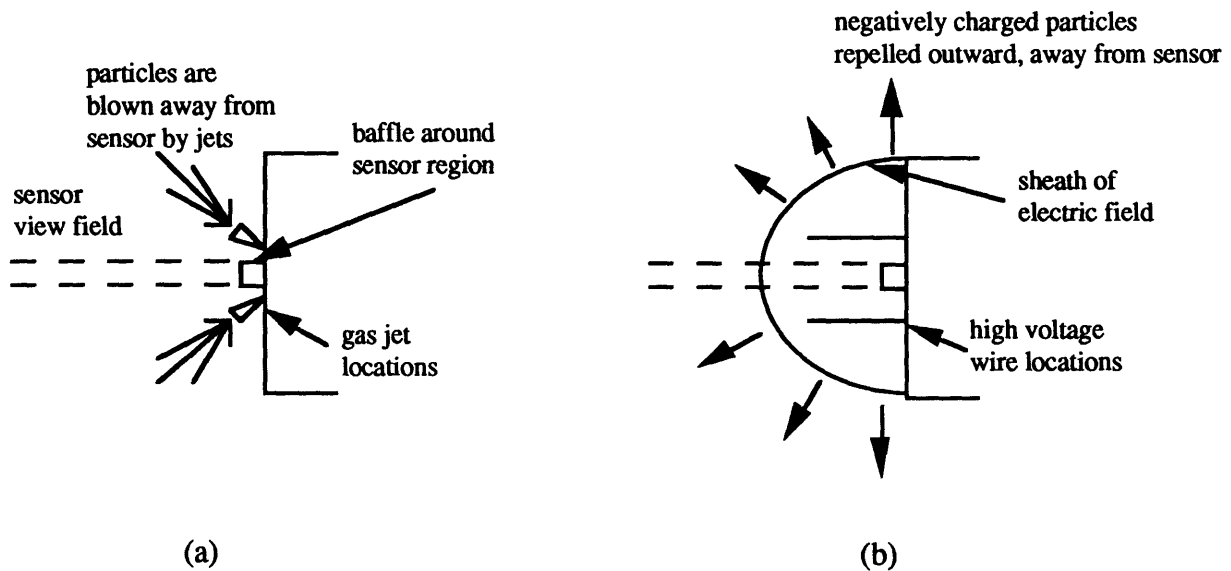 particles are
blown away from
sensor by jets
baffle around
sensor region
sensor
view field
gas jet
locations
(a)
negatively charged particles
repelled outward, away from sensor
sheath of
electric field
high voltage
wire locations
(b)